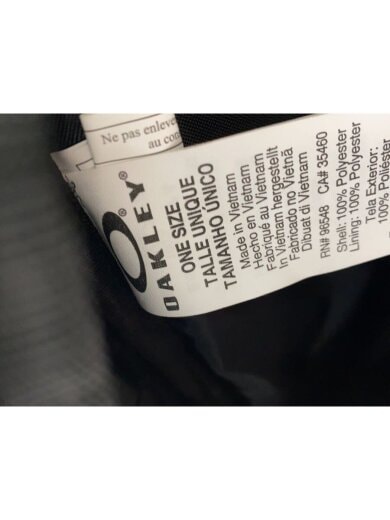 Ne pas enleve
au con
OAKLEY®
ONE SIZE
TALLE UNIQUE
TAMANHO ÚNICO
Made in Vietnam
Hecho en Vietnam
Fabriqué au Vietnam
In Vietnam hergestellt
Fabricado no Vietnã
Dibuat di Vietnam
RN# 96548 CA# 35460
Shell: 100% Polyester
Lining: 100% Polyester
Tela Exterior:
100% Poliéster